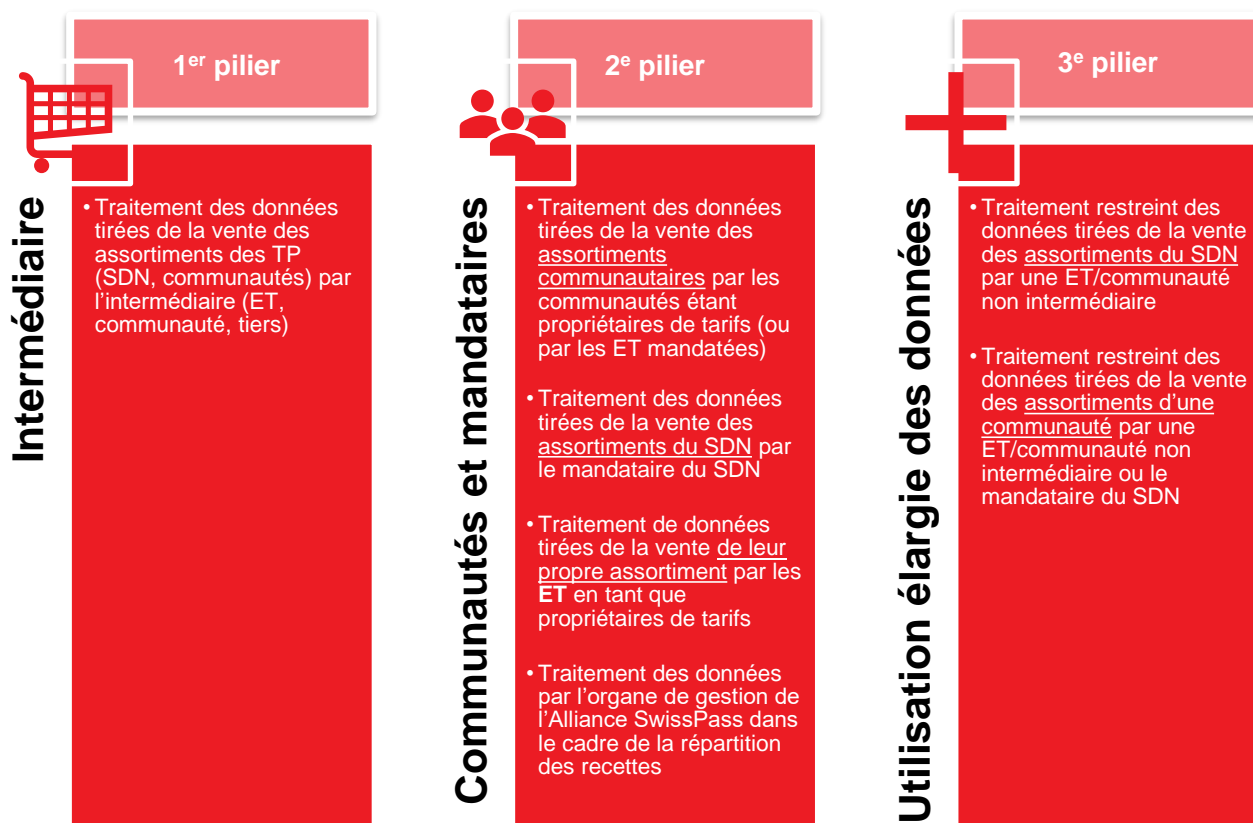 1er pilier
Intermédiaire
• Traitement des données
tirées de la vente des
assortiments des TP
(SDN, communautés) par
l’intermédiaire (ET,
communauté, tiers)
2e pilier
Communautés et mandataires
• Traitement des données
tirées de la vente des
assortiments
communautaires par les
communautés étant
propriétaires de tarifs (ou
par les ET mandatées)
• Traitement des données
tirées de la vente des
assortiments du SDN par
le mandataire du SDN
• Traitement de données
tirées de la vente de leur
propre assortiment par les
ET en tant que
propriétaires de tarifs
• Traitement des données
par l’organe de gestion de
l’Alliance SwissPass dans
le cadre de la répartition
des recettes
3e pilier
Utilisation élargie des données
• Traitement restreint des
données tirées de la vente
des assortiments du SDN
par une ET/communauté
non intermédiaire
• Traitement restreint des
données tirées de la vente
des assortiments d’une
communauté par une
ET/communauté non
intermédiaire ou le
mandataire du SDN